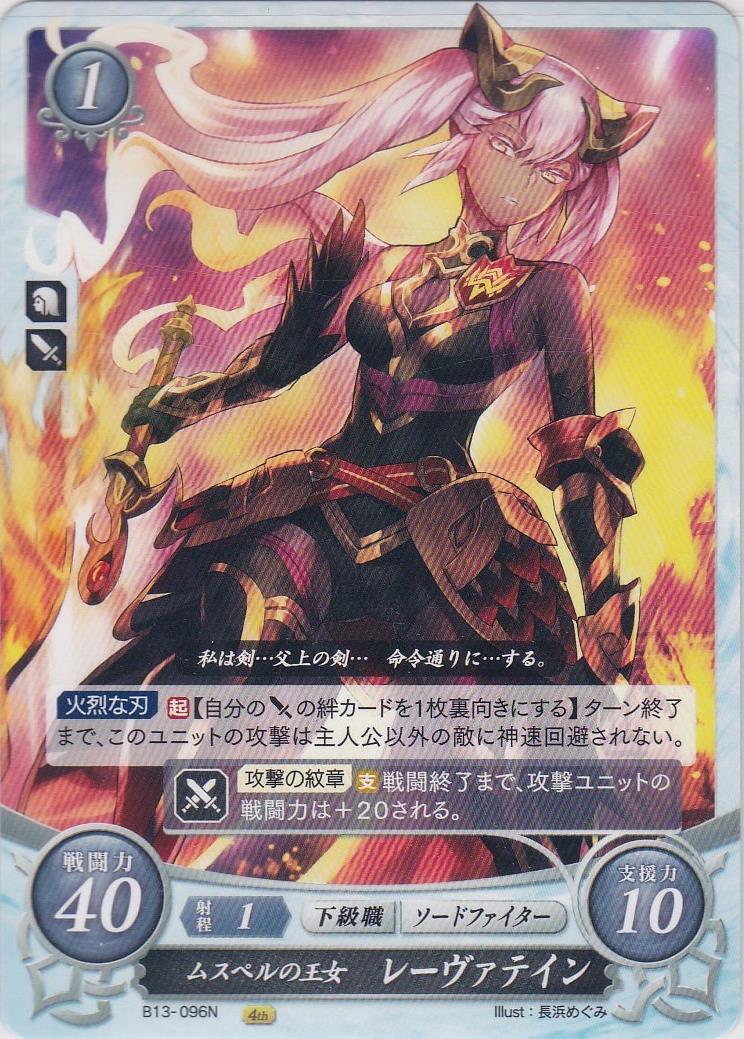 1
私は剣…父上の剣… 命令通りに…する。
火烈な刃 起【自分の の絆カードを1枚裏向きにする】ターン終了
まで、このユニットの攻撃は主人公以外の敵に神速回避されない。
攻撃の紋章 支 戦闘終了まで、攻撃ユニットの
戦闘力は+20される。
戦闘力
40
射程 1
下級職 ソードファイター
支援力
10
ムスペルの王女 レーヴァテイン
B13-096N 4th Illust:長浜めぐみ